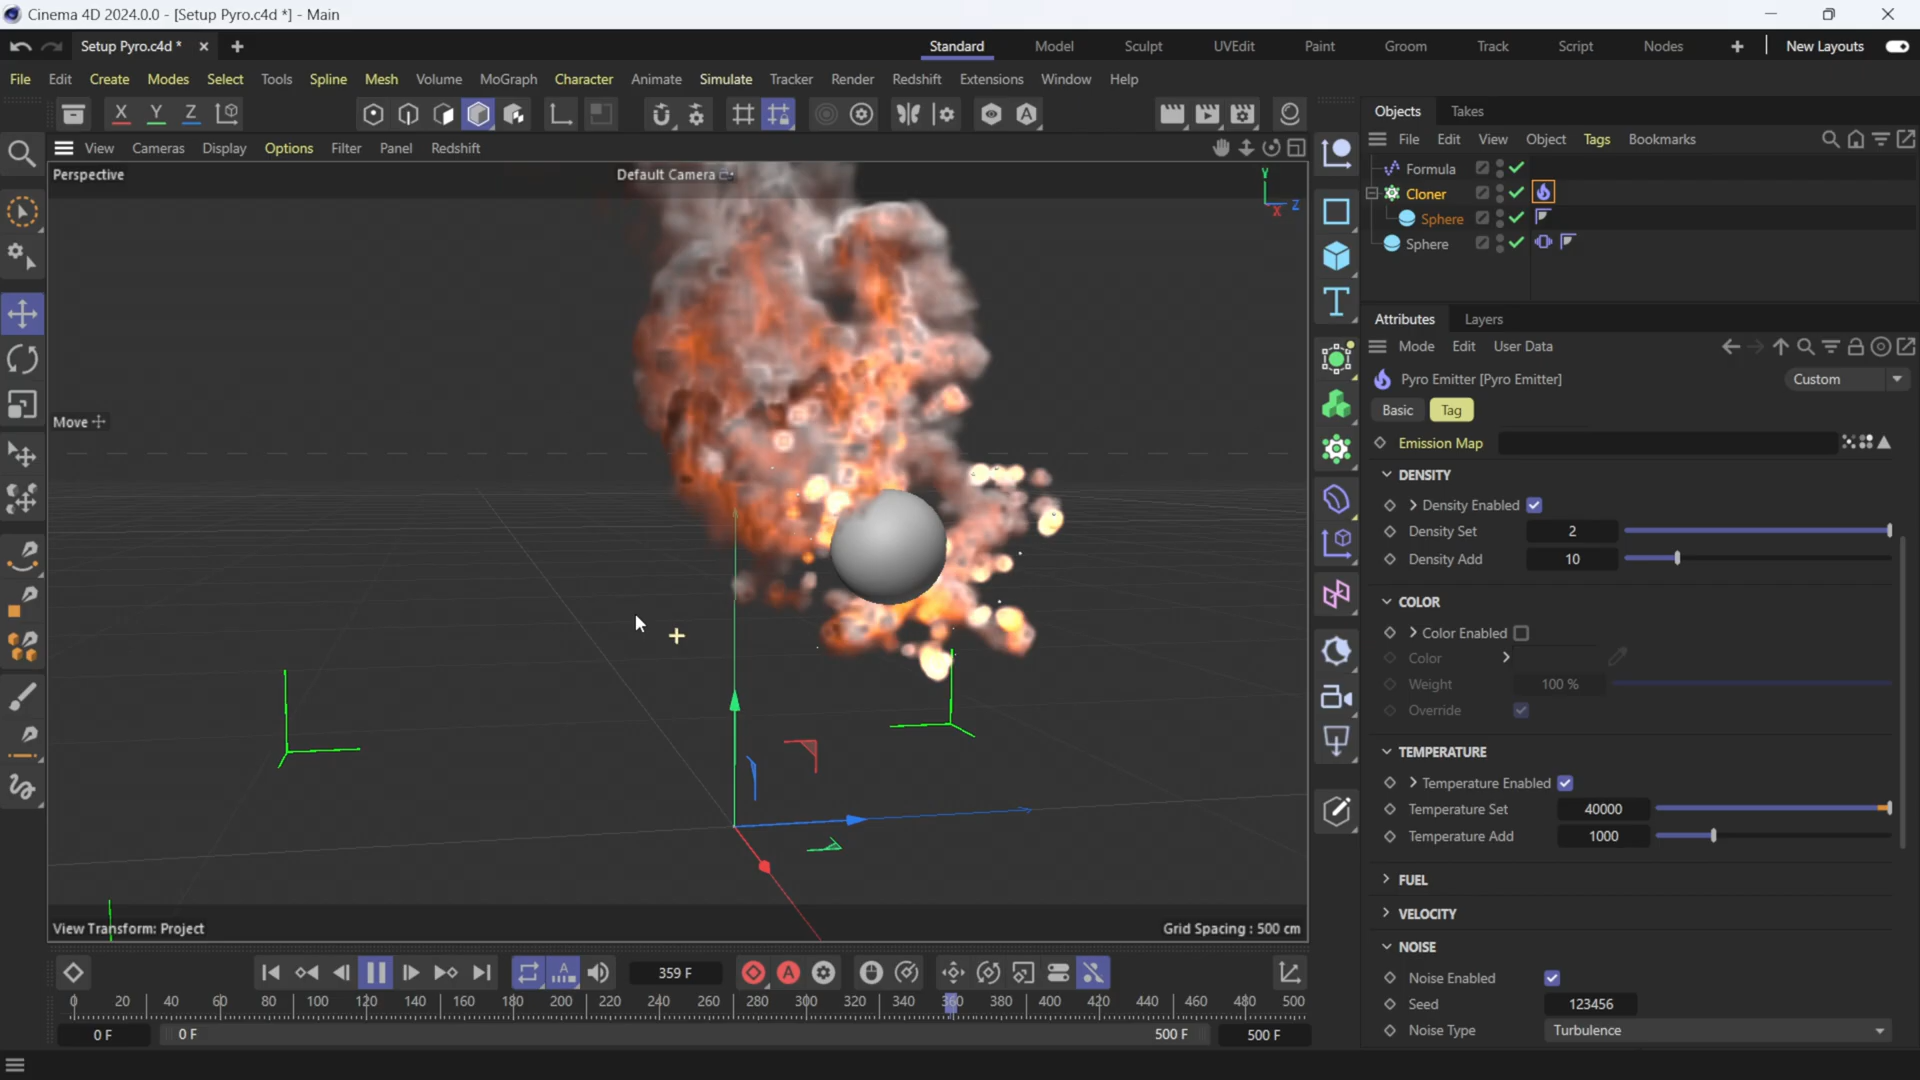 Cinema 4D 2024.0.0 - [Setup Pyro.c4d *] - Main
Setup Pyro.c4d *
Standard Model Sculpt UVEdit Paint Groom Track Script Nodes New Layouts
File Edit Create Modes Select Tools Spline Mesh Volume MoGraph Character Animate Simulate Tracker Render Redshift Extensions Window Help
X Y Z
View Cameras Display Options Filter Panel Redshift
Perspective
Default Camera
Y
Z
X
Move
View Transform: Project
Grid Spacing : 500 cm
Objects Takes
File Edit View Object Tags Bookmarks
Formula
Cloner
Sphere
Sphere
Attributes Layers
Mode Edit User Data
Pyro Emitter [Pyro Emitter]
Custom
Basic Tag
Emission Map
DENSITY
Density Enabled
Density Set 2
Density Add 10
COLOR
Color Enabled
Color
Weight 100 %
Override
TEMPERATURE
Temperature Enabled
Temperature Set 40000
Temperature Add 1000
FUEL
VELOCITY
NOISE
Noise Enabled
Seed 123456
Noise Type Turbulence
359 F
0 20 40 60 80 100 120 140 160 180 200 220 240 260 280 300 320 340 360 380 400 420 440 460 480 500
0 F 0 F 500 F 500 F